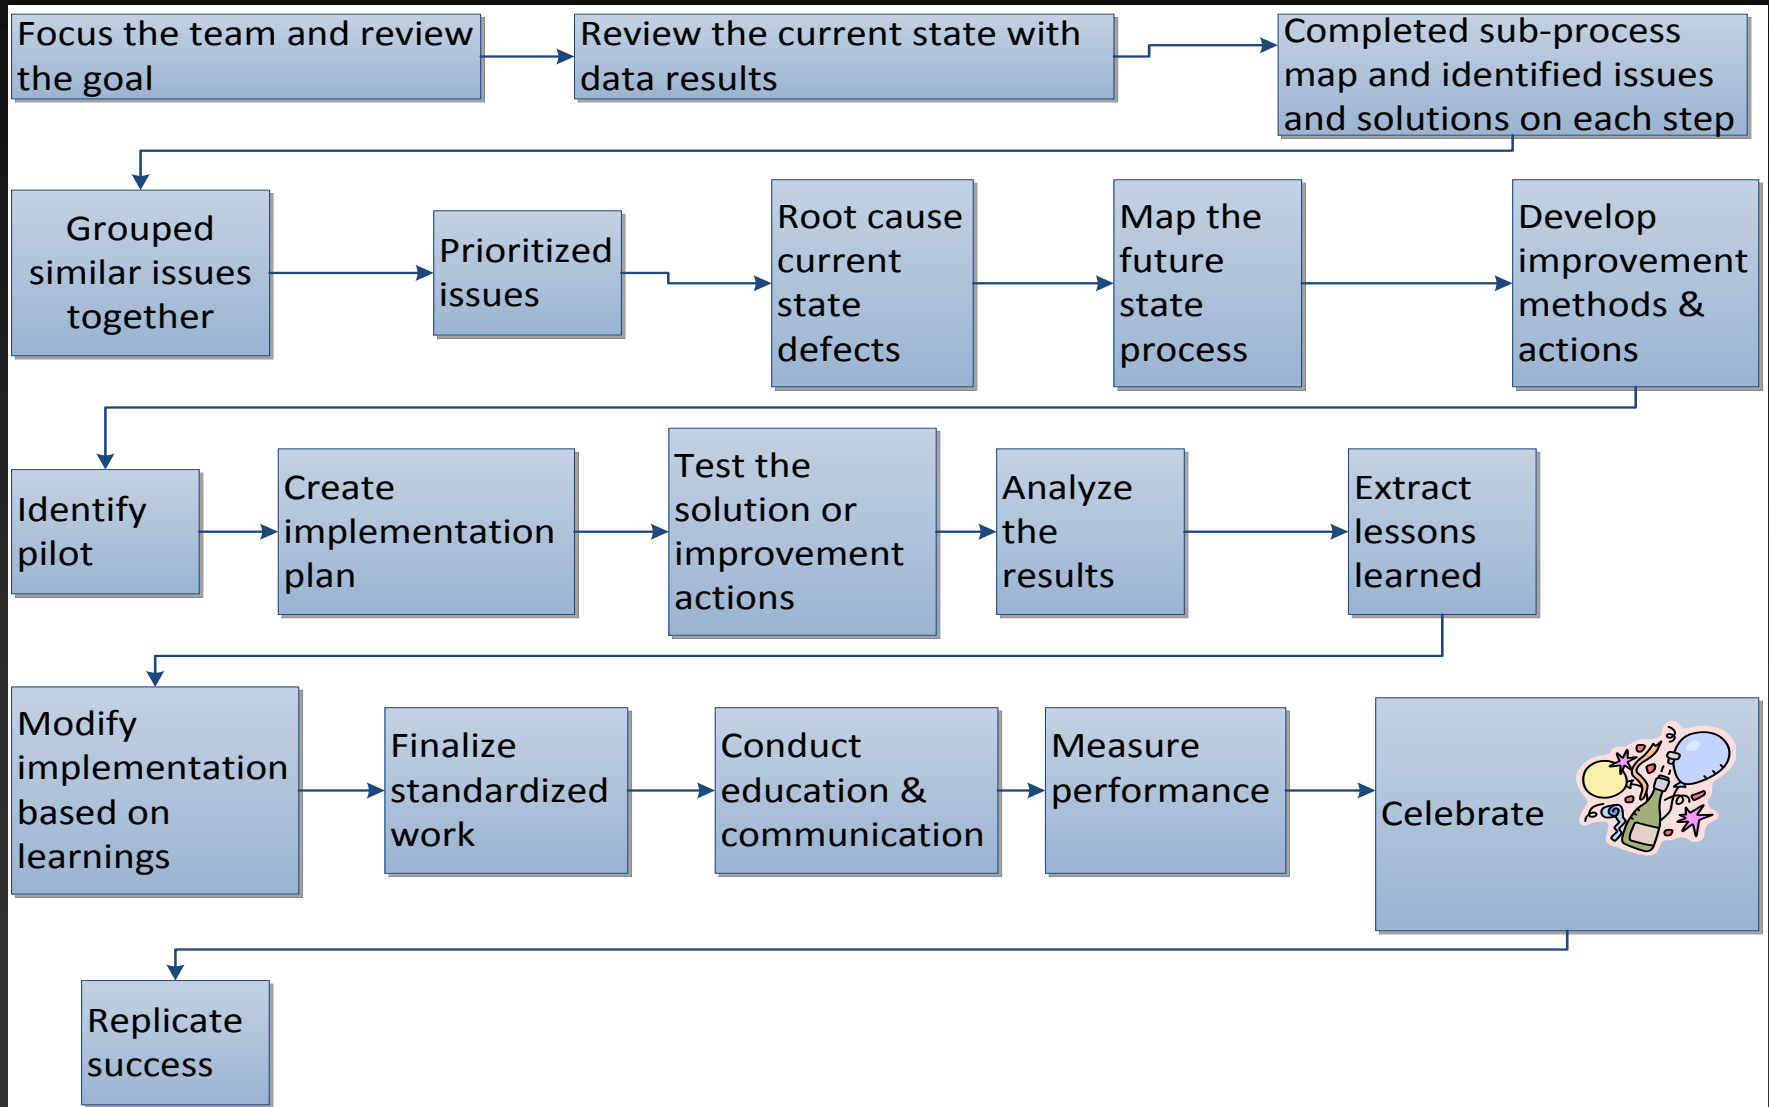 Focus the team and review
the goal
Review the current state with
data results
Completed sub-process
map and identified issues
and solutions on each step
Grouped
similar issues
together
Prioritized
issues
Root cause
current
state
defects
Map the
future
state
process
Develop
improvement
methods &
actions
Identify
pilot
Create
implementation
plan
Test the
solution or
improvement
actions
Analyze
the
results
Extract
lessons
learned
Modify
implementation
based on
learnings
Finalize
standardized
work
Conduct
education &
communication
Measure
performance
Celebrate
Replicate
success